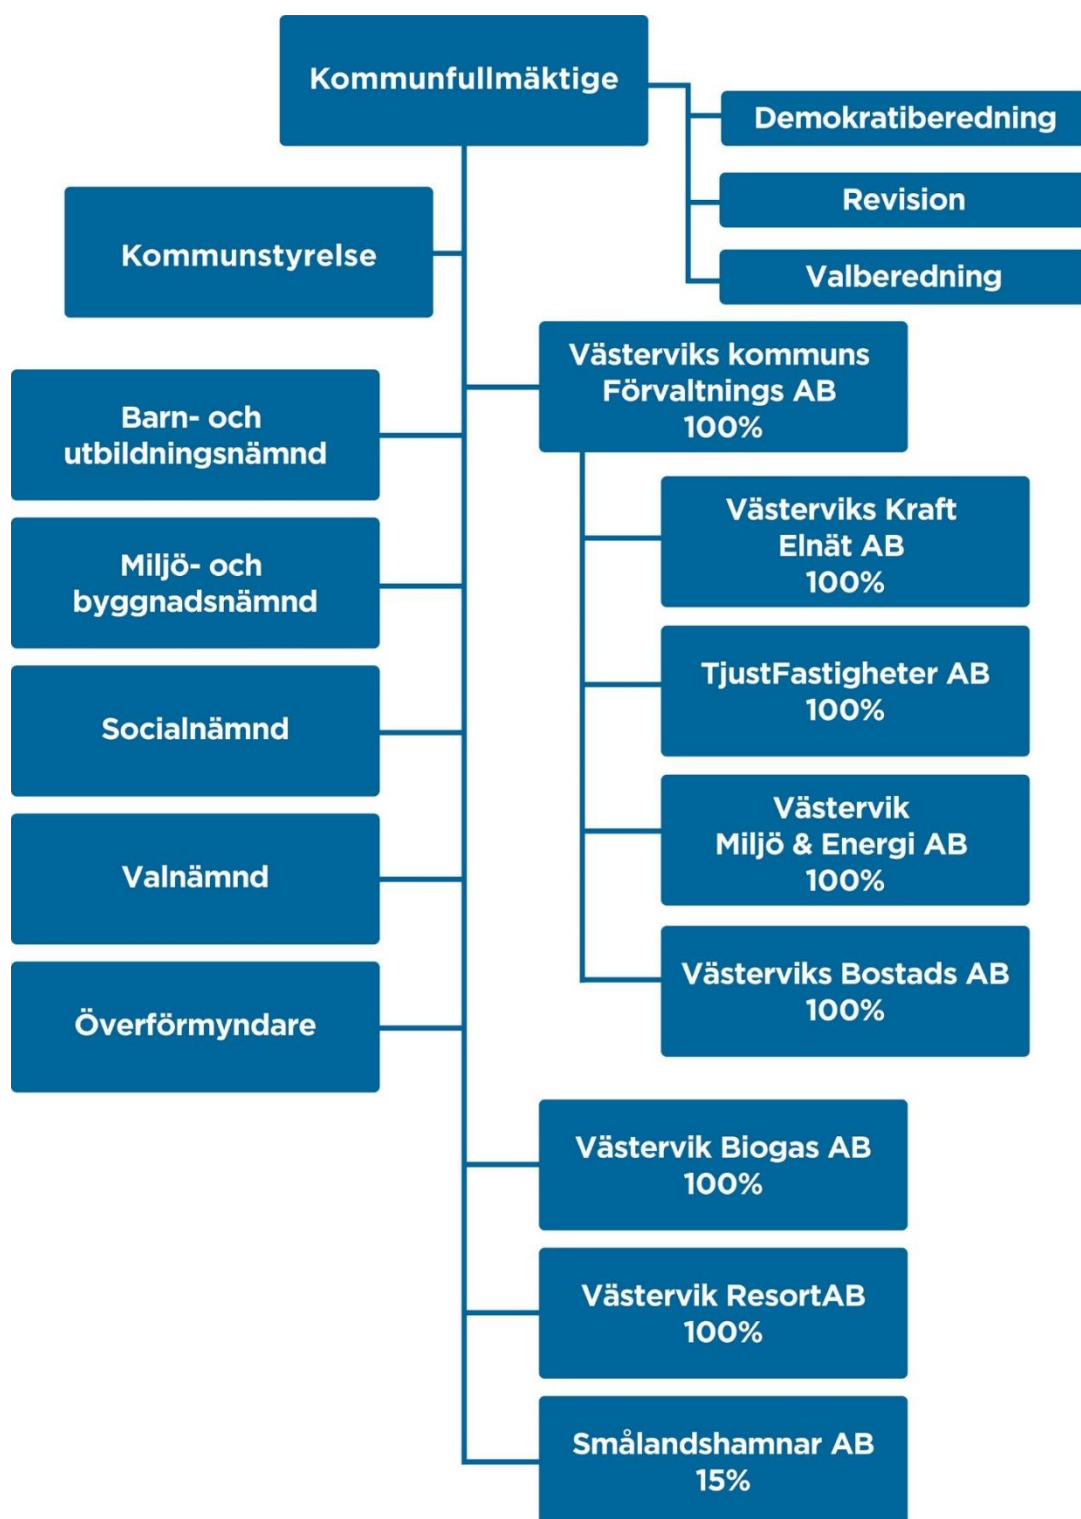 Kommunfullmäktige
Demokratiberedning
Revision
Valberedning
Kommunstyrelse
Västerviks kommuns
Förvaltnings AB
100%
Barn- och
utbildningsnämnd
Miljö- och
byggnadsnämnd
Socialnämnd
Valnämnd
Överförmyndare
Västerviks Kraft
Elnät AB
100%
TjustFastigheter AB
100%
Västervik
Miljö & Energi AB
100%
Västerviks Bostads AB
100%
Västervik Biogas AB
100%
Västervik ResortAB
100%
Smålandshamnar AB
15%